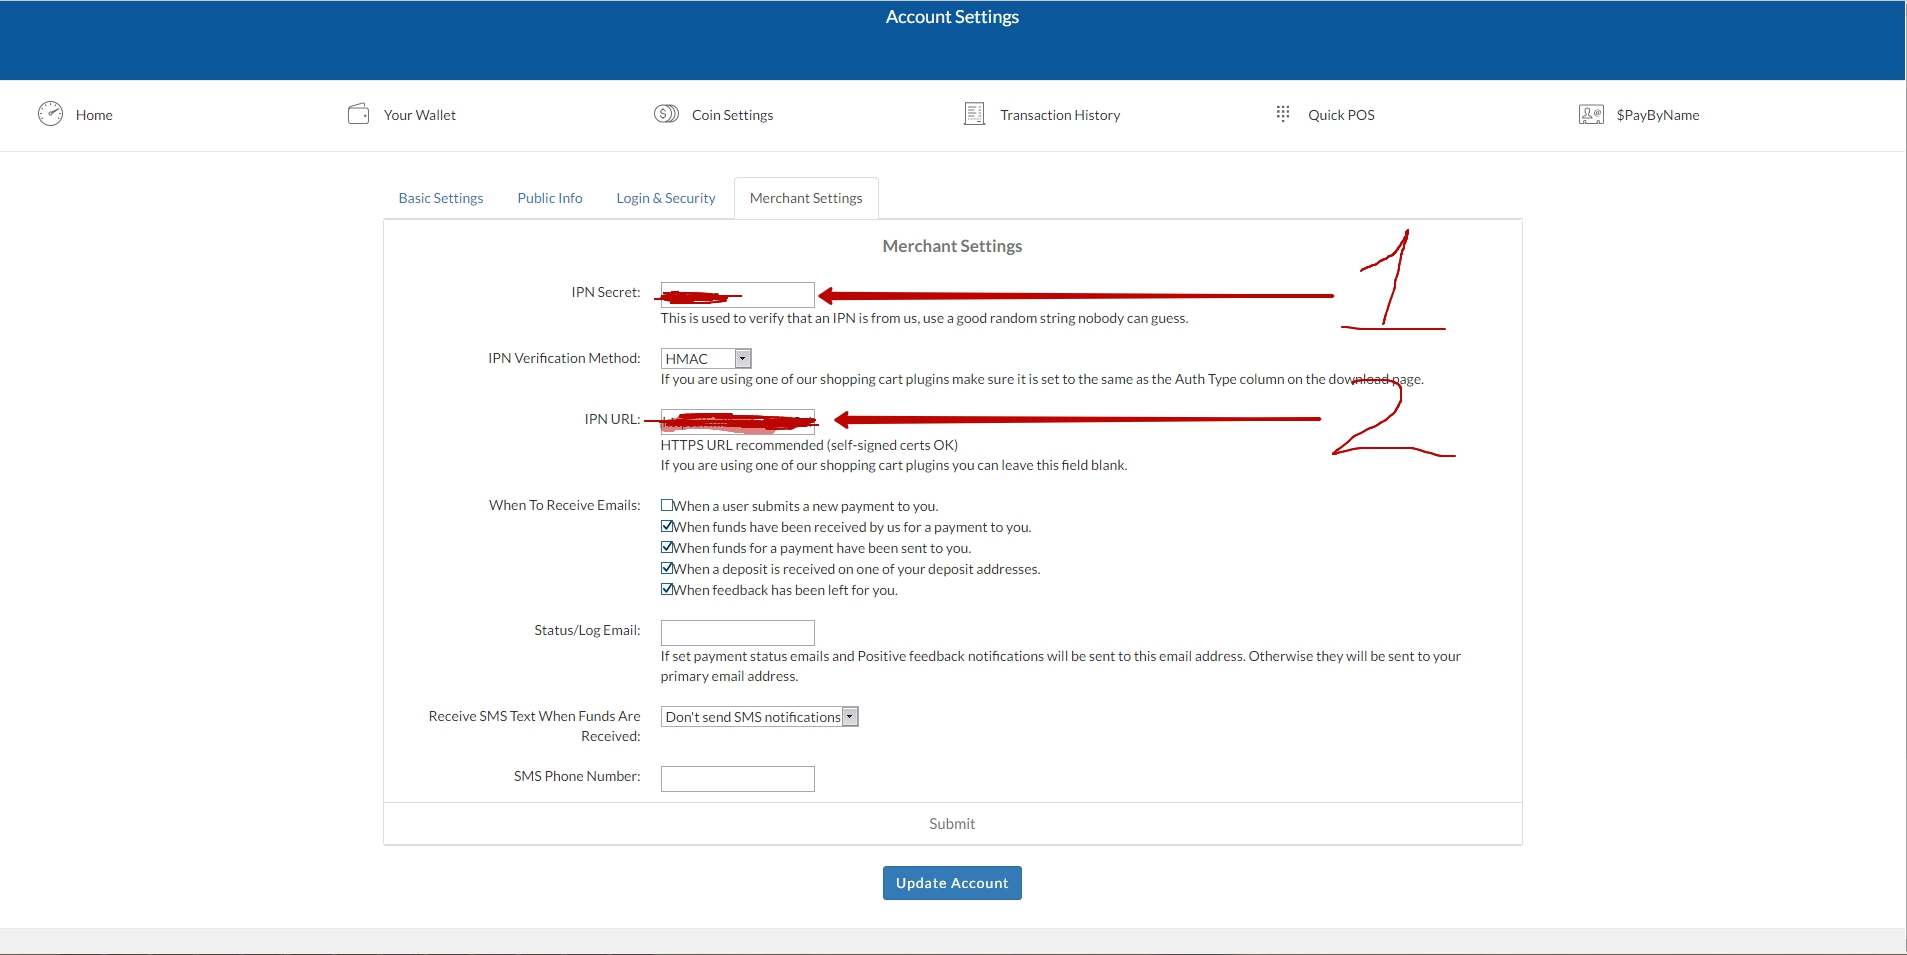 Account Settings
Home
Your Wallet
Coin Settings
Transaction History
Quick POS
$PayByName
Basic Settings
Public Info
Login & Security
Merchant Settings
Merchant Settings
1
IPN Secret:
This is used to verify that an IPN is from us, use a good random string nobody can guess.
IPN Verification Method:
HMAC
If you are using one of our shopping cart plugins make sure it is set to the same as the Auth Type column on the download page.
2
IPN URL:
HTTPS URL recommended (self-signed certs OK)
If you are using one of our shopping cart plugins you can leave this field blank.
When To Receive Emails:
When a user submits a new payment to you.
When funds have been received by us for a payment to you.
When funds for a payment have been sent to you.
When a deposit is received on one of your deposit addresses.
When feedback has been left for you.
Status/Log Email:
If set payment status emails and Positive feedback notifications will be sent to this email address. Otherwise they will be sent to your
primary email address.
Receive SMS Text When Funds Are
Received:
Don't send SMS notifications
SMS Phone Number:
Submit
Update Account